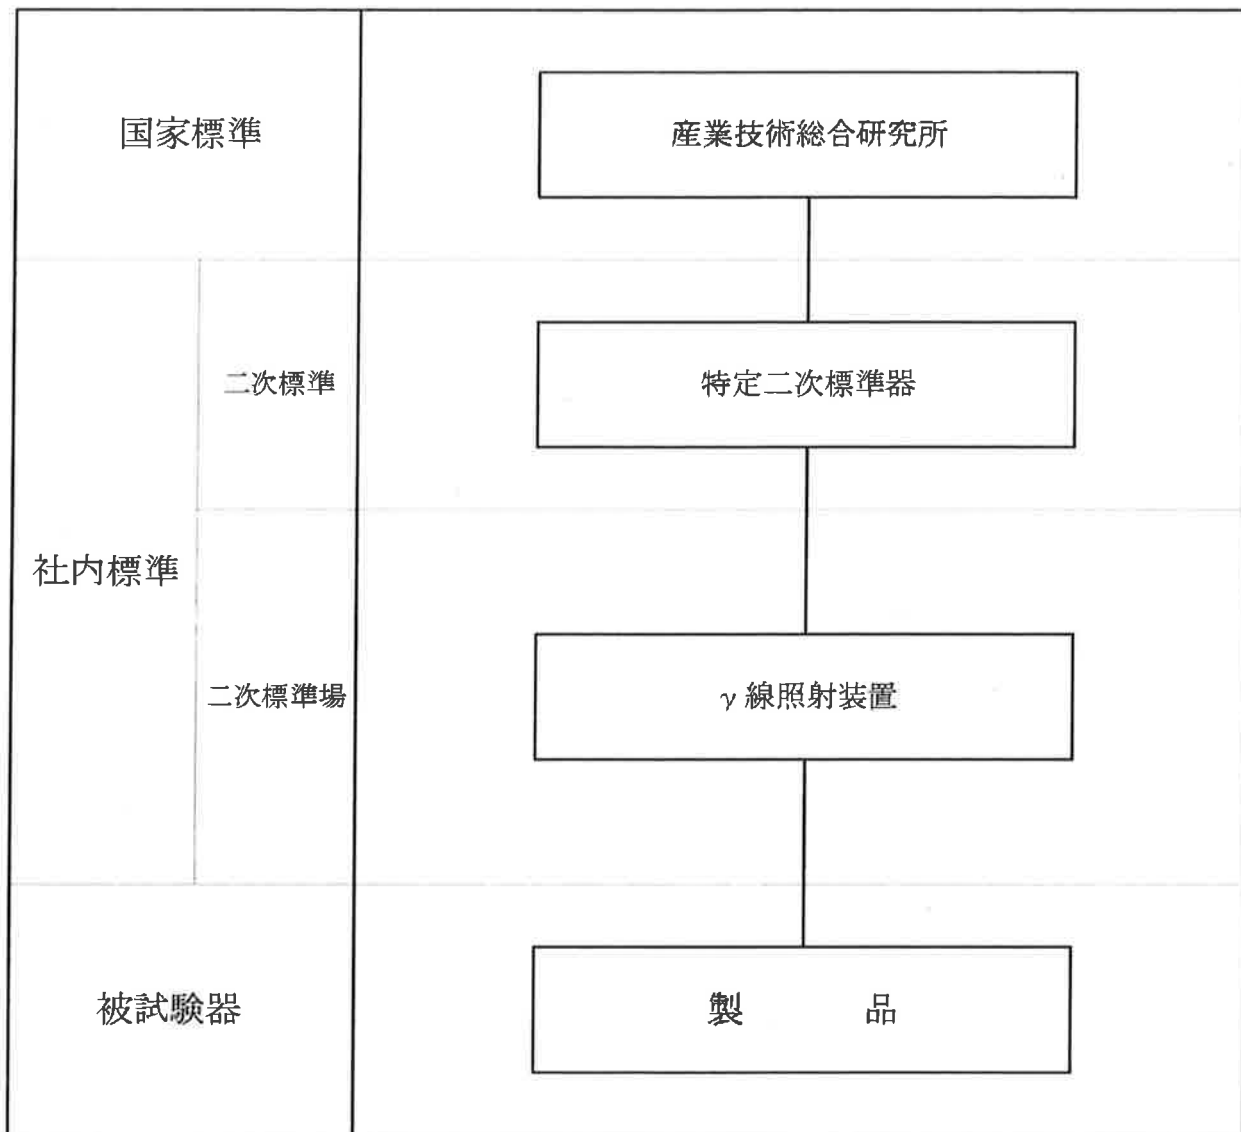 国家標準
産業技術総合研究所
社内標準
二次標準
特定二次標準器
二次標準場
γ線照射装置
被試験器
製 品